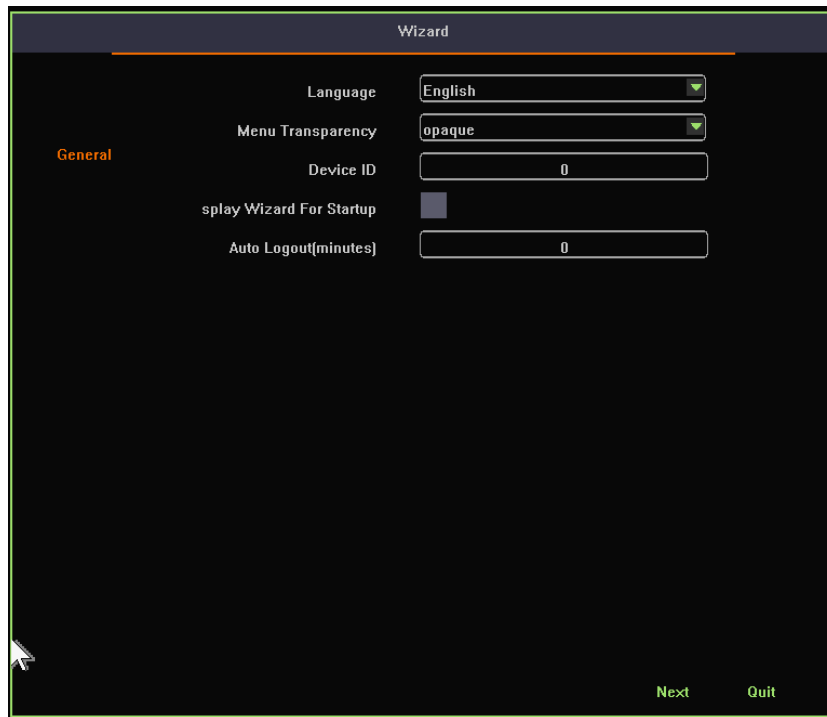 Wizard
Language English
Menu Transparency opaque
General
Device ID 0
splay Wizard For Startup
Auto Logout(minutes) 0
Next Quit